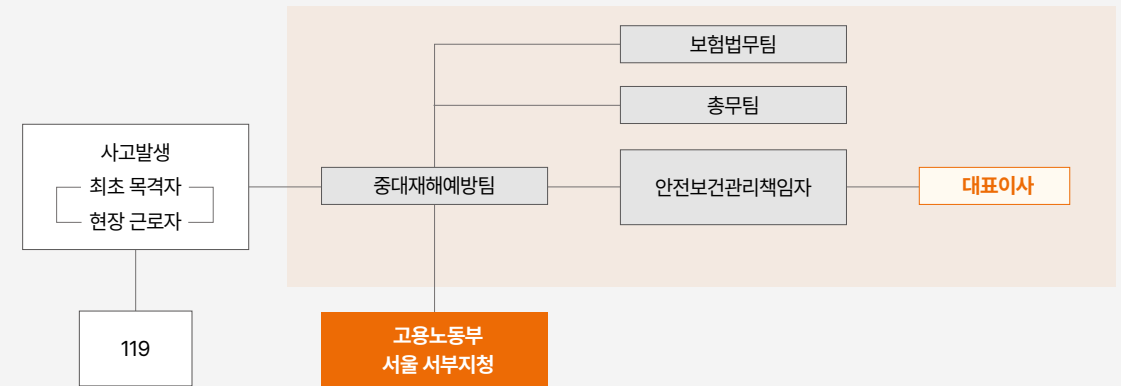 보험법무팀
총무팀
사고발생
최초 목격자
현장 근로자
중대재해예방팀
안전보건관리책임자
대표이사
119
고용노동부
서울 서부지청